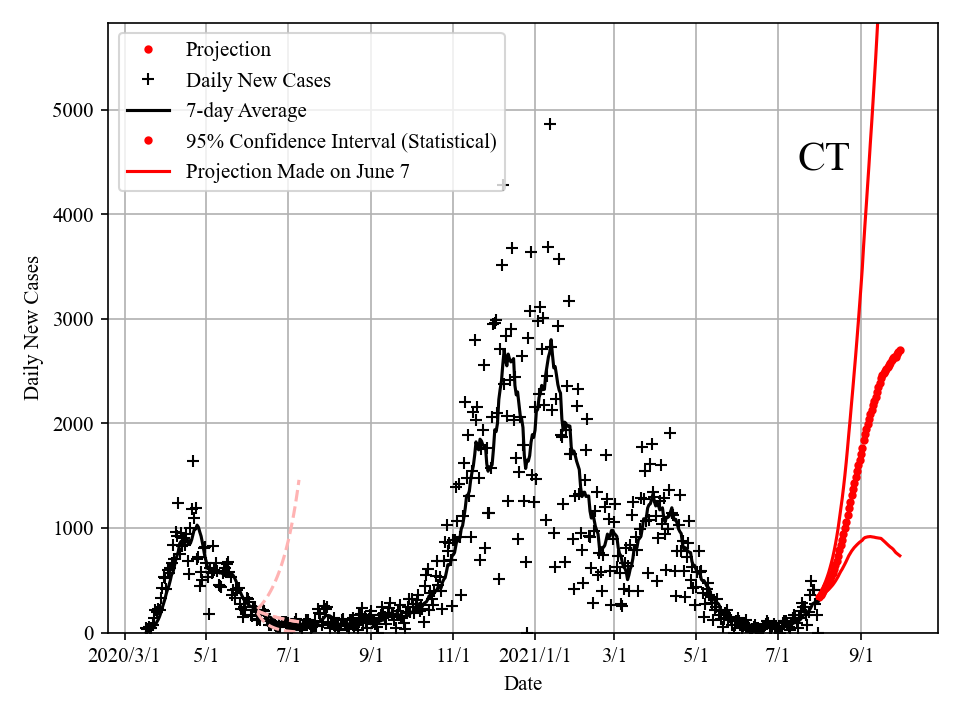 Projection
Daily New Cases
7-day Average
95% Confidence Interval (Statistical)
Projection Made on June 7
CT
Daily New Cases
5000
4000
3000
2000
1000
0
2020/3/1 5/1 7/1 9/1 11/1 2021/1/1 3/1 5/1 7/1 9/1
Date